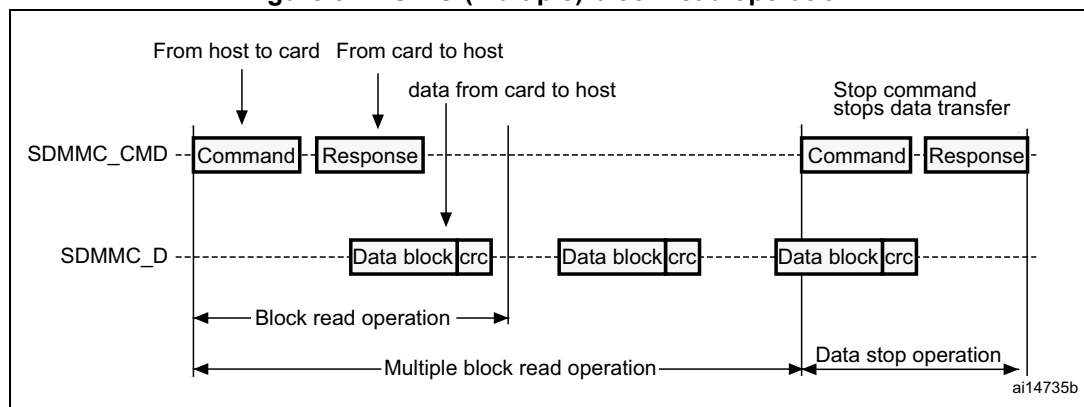 From host to card From card to host
data from card to host
Stop command
stops data transfer
SDMMC_CMD Command Response Command Response
SDMMC_D Data block crc Data block crc Data block crc
Block read operation
Multiple block read operation Data stop operation
ai14735b